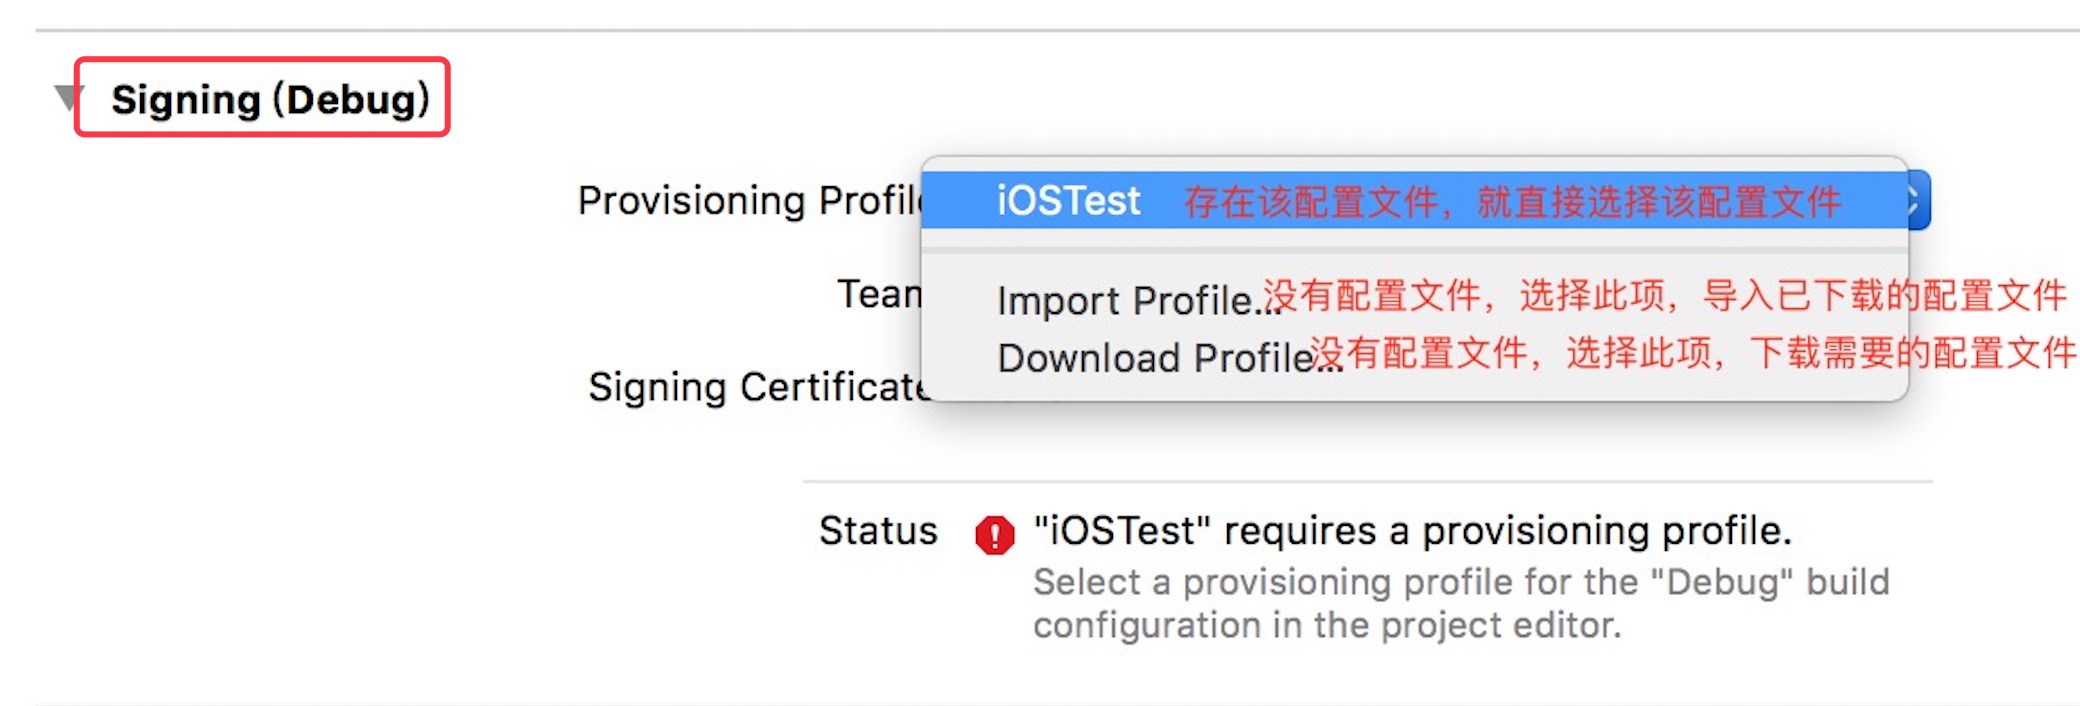 Signing (Debug)
Provisioning Profile
iOSTest 存在该配置文件，就直接选择该配置文件
Team
Import Profile... 没有配置文件，选择此项，导入已下载的配置文件
Download Profile... 没有配置文件，选择此项，下载需要的配置文件
Signing Certificate
Status "iOSTest" requires a provisioning profile.
Select a provisioning profile for the "Debug" build
configuration in the project editor.